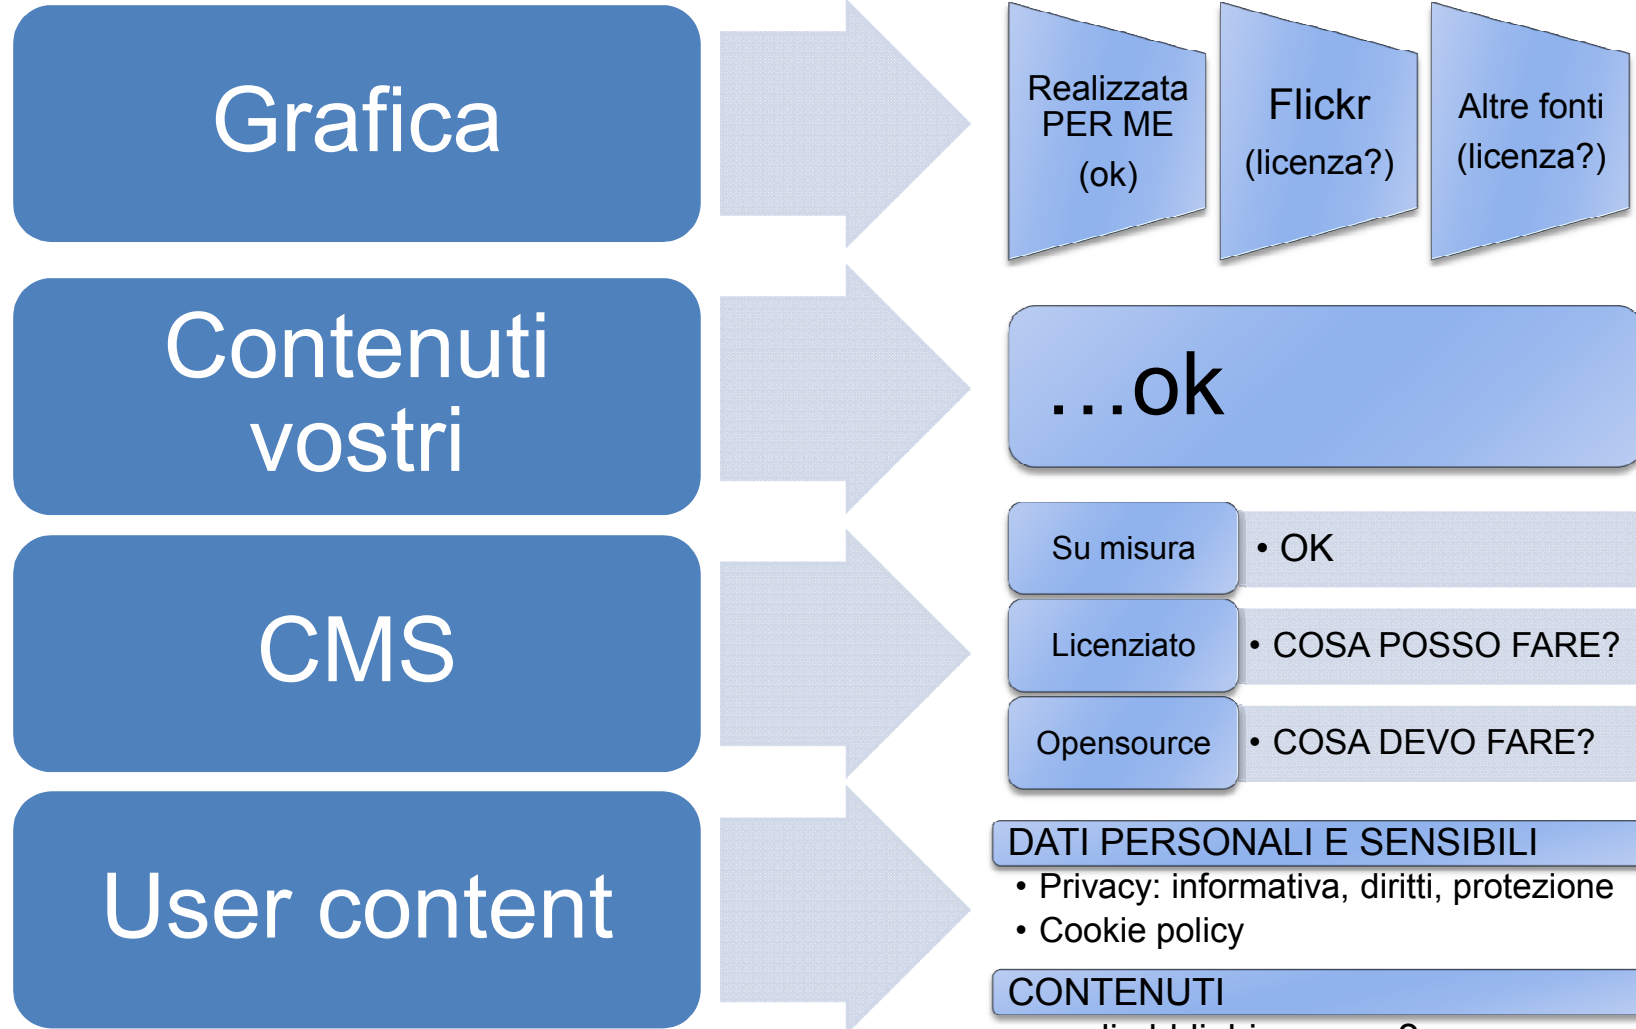 Grafica
Realizzata
PER ME
(ok)
Flickr
(licenza?)
Altre fonti
(licenza?)
Contenuti
vostri
...ok
CMS
Su misura
• OK
Licenziato
• COSA POSSO FARE?
Opensource
• COSA DEVO FARE?
User content
DATI PERSONALI E SENSIBILI
• Privacy: informativa, diritti, protezione
• Cookie policy
CONTENUTI